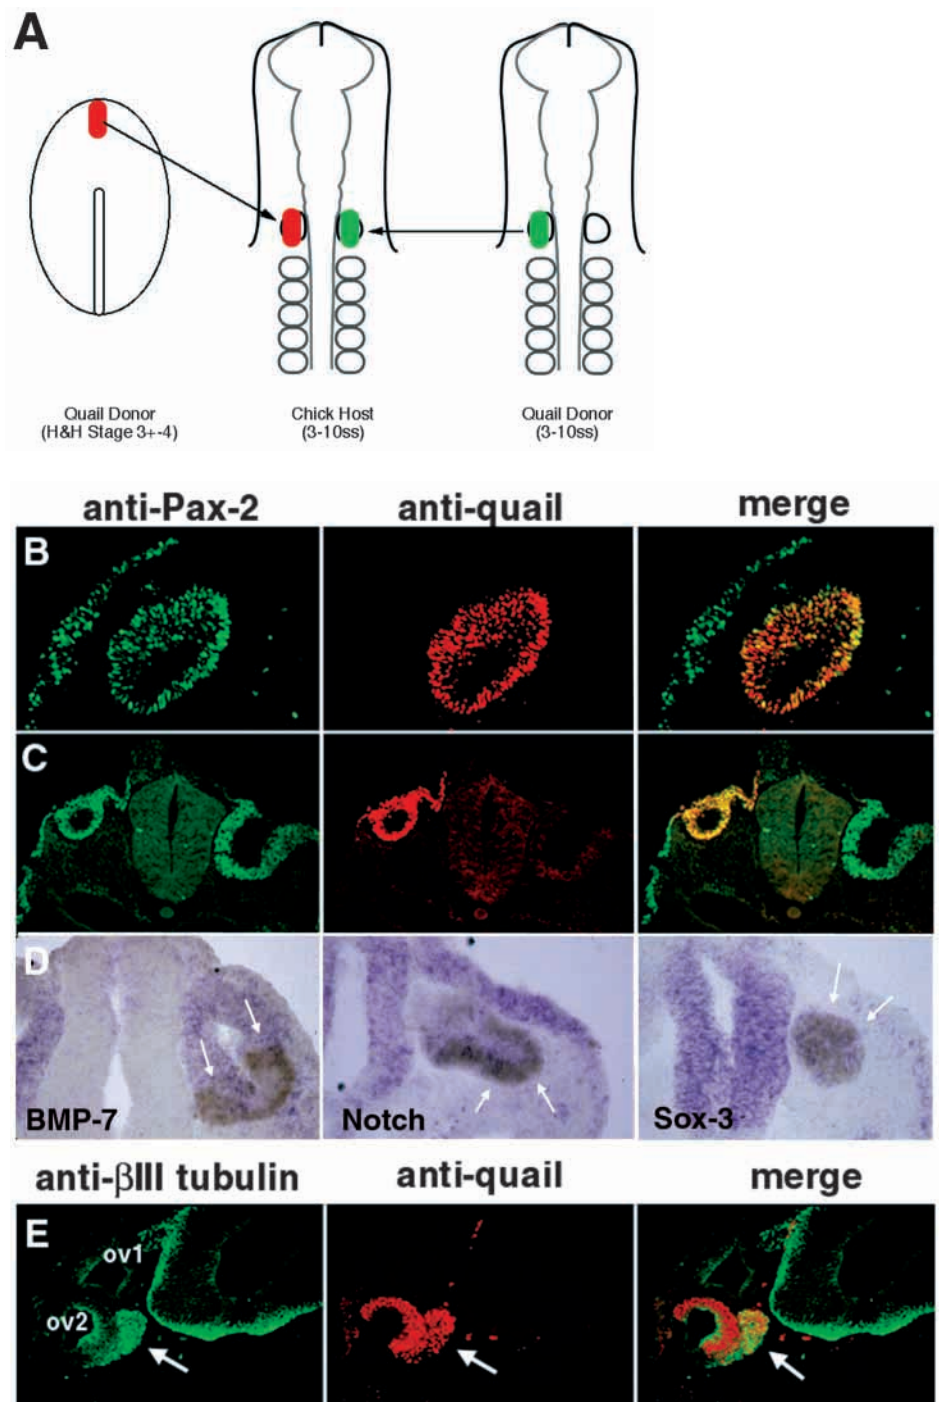 A
Quail Donor
(H&H Stage 3+-4)
Chick Host
(3-10ss)
Quail Donor
(3-10ss)
anti-Pax-2 anti-quail merge
B
C
D
BMP-7 Notch Sox-3
anti-βIII tubulin anti-quail merge
E
ov1
ov2